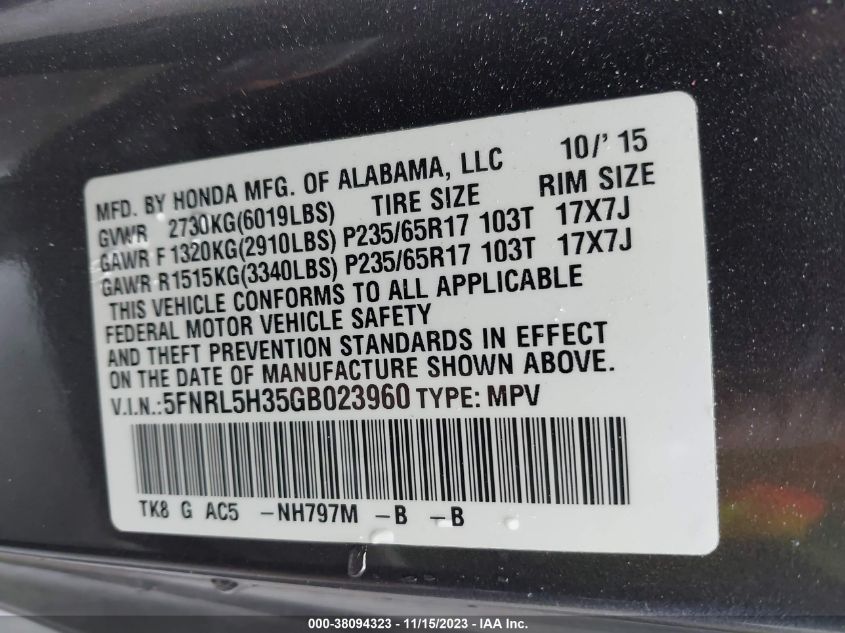 MFD. BY HONDA MFG. OF ALABAMA, LLC 10/' 15
GVWR 2730KG(6019LBS) TIRE SIZE RIM SIZE
GAWR F 1320KG(2910LBS) P235/65R17 103T 17X7J
GAWR R1515KG(3340LBS) P235/65R17 103T 17X7J
THIS VEHICLE CONFORMS TO ALL APPLICABLE
FEDERAL MOTOR VEHICLE SAFETY
AND THEFT PREVENTION STANDARDS IN EFFECT
ON THE DATE OF MANUFACTURE SHOWN ABOVE.
V.I.N.:5FNRL5H35GB023960 TYPE: MPV
TK8 G AC5 -NH797M -B -B
000-38094323 - 11/15/2023 - IAA Inc.